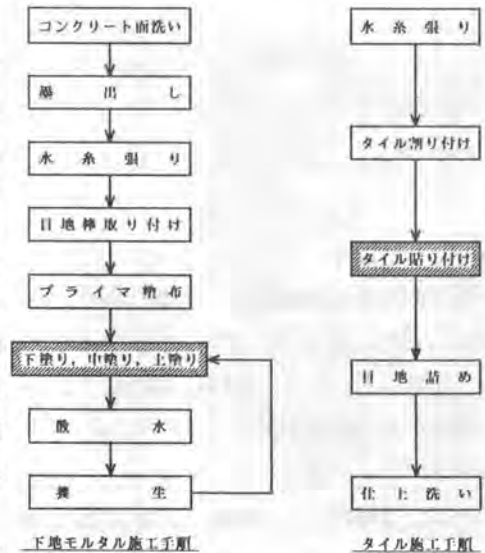 コンクリート面洗い
墨出し
水糸張り
目地棒取り付け
プライマ塗布
下塗り，中塗り，上塗り
散水
養生
下地モルタル施工手順
水糸張り
タイル割り付け
タイル貼り付け
目地詰め
仕上洗い
タイル施工手順